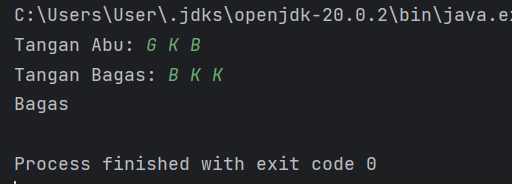 C:\Users\User\.jdks\openjdk-20.0.2\bin\java.ex
Tangan Abu: G K B
Tangan Bagas: B K K
Bagas
Process finished with exit code 0